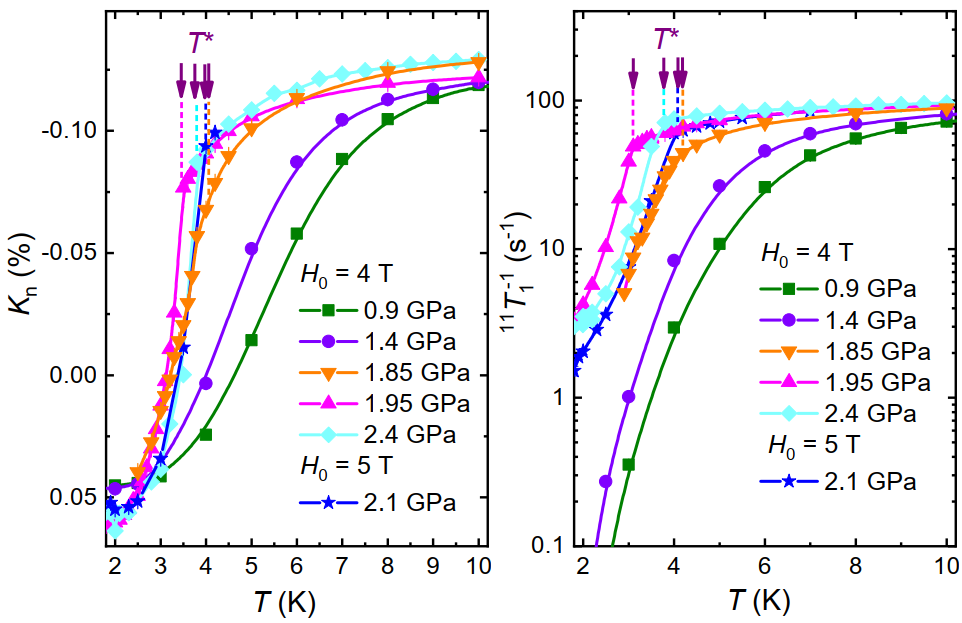 T*
-0.10
-0.05
0.00
0.05
Kn (%)
H0 = 4 T
0.9 GPa
1.4 GPa
1.85 GPa
1.95 GPa
2.4 GPa
H0 = 5 T
2.1 GPa
2 3 4 5 6 7 8 9 10
T (K)
T*
100
10
1
0.1
11T1-1 (s-1)
H0 = 4 T
0.9 GPa
1.4 GPa
1.85 GPa
1.95 GPa
2.4 GPa
H0 = 5 T
2.1 GPa
2 4 6 8 10
T (K)